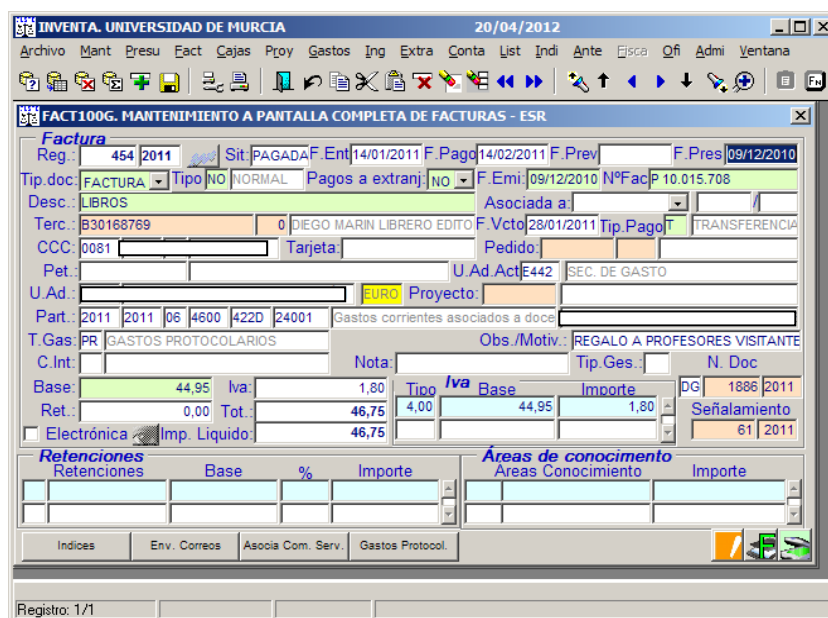 INVENTA. UNIVERSIDAD DE MURCIA 20/04/2012
Archivo Mant Presu Fact Cajas Proy Gastos Ing Extra Conta List Indi Ante Fisca Ofi Admi Ventana
FACT100G. MANTENIMIENTO A PANTALLA COMPLETA DE FACTURAS - ESR
Factura
Reg.: 454 2011 Sit: PAGADA F.Ent 14/01/2011 F.Pago 14/02/2011 F.Prev F.Pres 09/12/2010
Tip.doc: FACTURA Tipo NO NORMAL Pagos a extranj: NO F.Emi: 09/12/2010 NºFac P 10.015.708
Desc.: LIBROS Asociada a: /
Terc.: B30168769 0 DIEGO MARIN LIBRERO EDITO F.Vcto 28/01/2011 Tip.Pago T TRANSFERENCIA
CCC: 0081 Tarjeta: Pedido:
Pet.: U.Ad.Act E442 SEC. DE GASTO
U.Ad.: EURO Proyecto:
Part.: 2011 2011 06 4600 422D 24001 Gastos corrientes asociados a doce
T.Gas: PR GASTOS PROTOCOLARIOS Obs./Motiv.: REGALO A PROFESORES VISITANTE
C.Int: Nota: Tip.Ges.: N. Doc
Base: 44,95 Iva: 1,80 Tipo Iva Base Importe DG 1886 2011
Ret.: 0,00 Tot.: 46,75 4,00 44,95 1,80 Señalamiento
Electrónica Imp. Liquido: 46,75 61 2011
Retenciones Áreas de conocimento
Retenciones Base % Importe Áreas Conocimiento Importe
Indices Env. Correos Asocia Com. Serv. Gastos Protocol.
Registro: 1/1